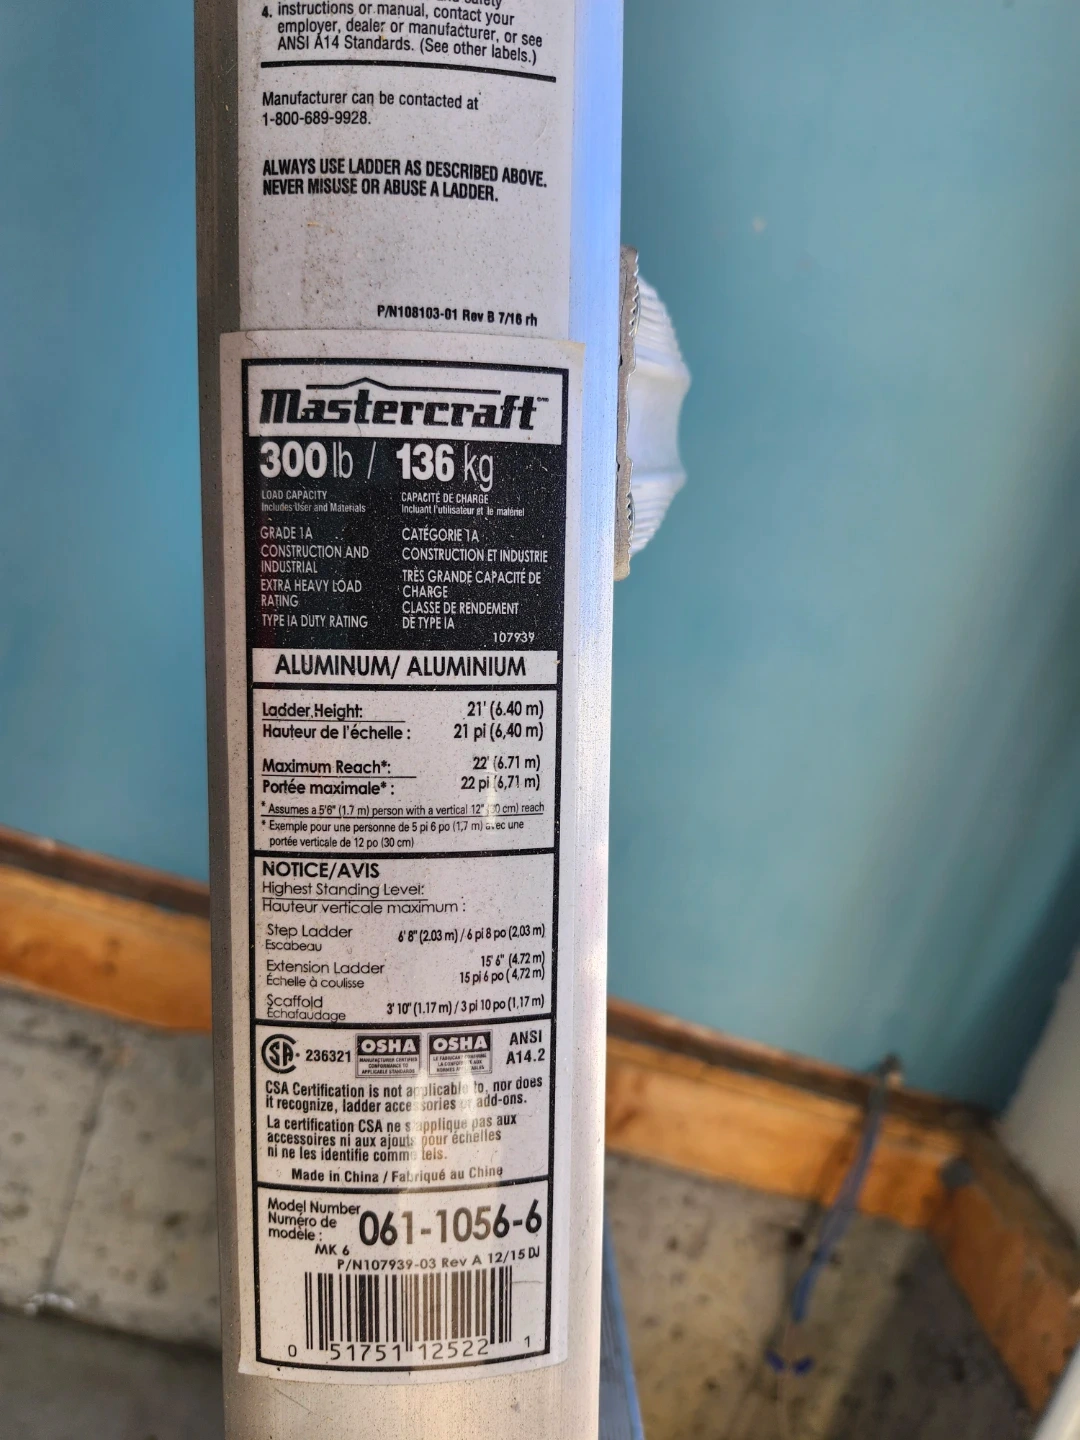 4. instructions or manual, contact your
employer, dealer or manufacturer, or see
ANSI A14 Standards. (See other labels.)
Manufacturer can be contacted at
1-800-689-9928.
ALWAYS USE LADDER AS DESCRIBED ABOVE.
NEVER MISUSE OR ABUSE A LADDER.
P/N108103-01 Rev B 7/16 rh
Mastercraft™
300 lb / 136 kg
LOAD CAPACITY
Includes User and Materials
CAPACITÉ DE CHARGE
Incluant l'utilisateur et le matériel
GRADE 1A
CONSTRUCTION AND
INDUSTRIAL
EXTRA HEAVY LOAD
RATING
TYPE IA DUTY RATING
CATÉGORIE 1A
CONSTRUCTION ET INDUSTRIE
TRÈS GRANDE CAPACITÉ DE
CHARGE
CLASSE DE RENDEMENT
DE TYPE IA
107939
ALUMINUM/ ALUMINIUM
Ladder Height: 21' (6.40 m)
Hauteur de l'échelle : 21 pi (6,40 m)
Maximum Reach*: 22' (6.71 m)
Portée maximale* : 22 pi (6,71 m)
* Assumes a 5'6" (1.7 m) person with a vertical 12" (30 cm) reach
* Exemple pour une personne de 5 pi 6 po (1,7 m) avec une
portée verticale de 12 po (30 cm)
NOTICE/AVIS
Highest Standing Level:
Hauteur verticale maximum :
Step Ladder 6'8" (2.03 m) / 6 pi 8 po (2,03 m)
Escabeau
Extension Ladder 15'6" (4.72 m)
Échelle à coulisse 15 pi 6 po (4,72 m)
Scaffold 3'10" (1.17 m) / 3 pi 10 po (1,17 m)
Échafaudage
SA 236321 OSHA OSHA ANSI
A14.2
MANUFACTURER CERTIFIES
CONFORMANCE TO
APPLICABLE STANDARDS
CSA Certification is not applicable to, nor does
it recognize, ladder accessories or add-ons.
La certification CSA ne s'applique pas aux
accessoires ni aux ajouts pour échelles
ni ne les identifie comme tels.
Made in China / Fabriqué au Chine
Model Number
Numéro de
modèle :
061-1056-6
MK 6
P/N107939-03 Rev A 12/15 DJ
0 51751 12522 1